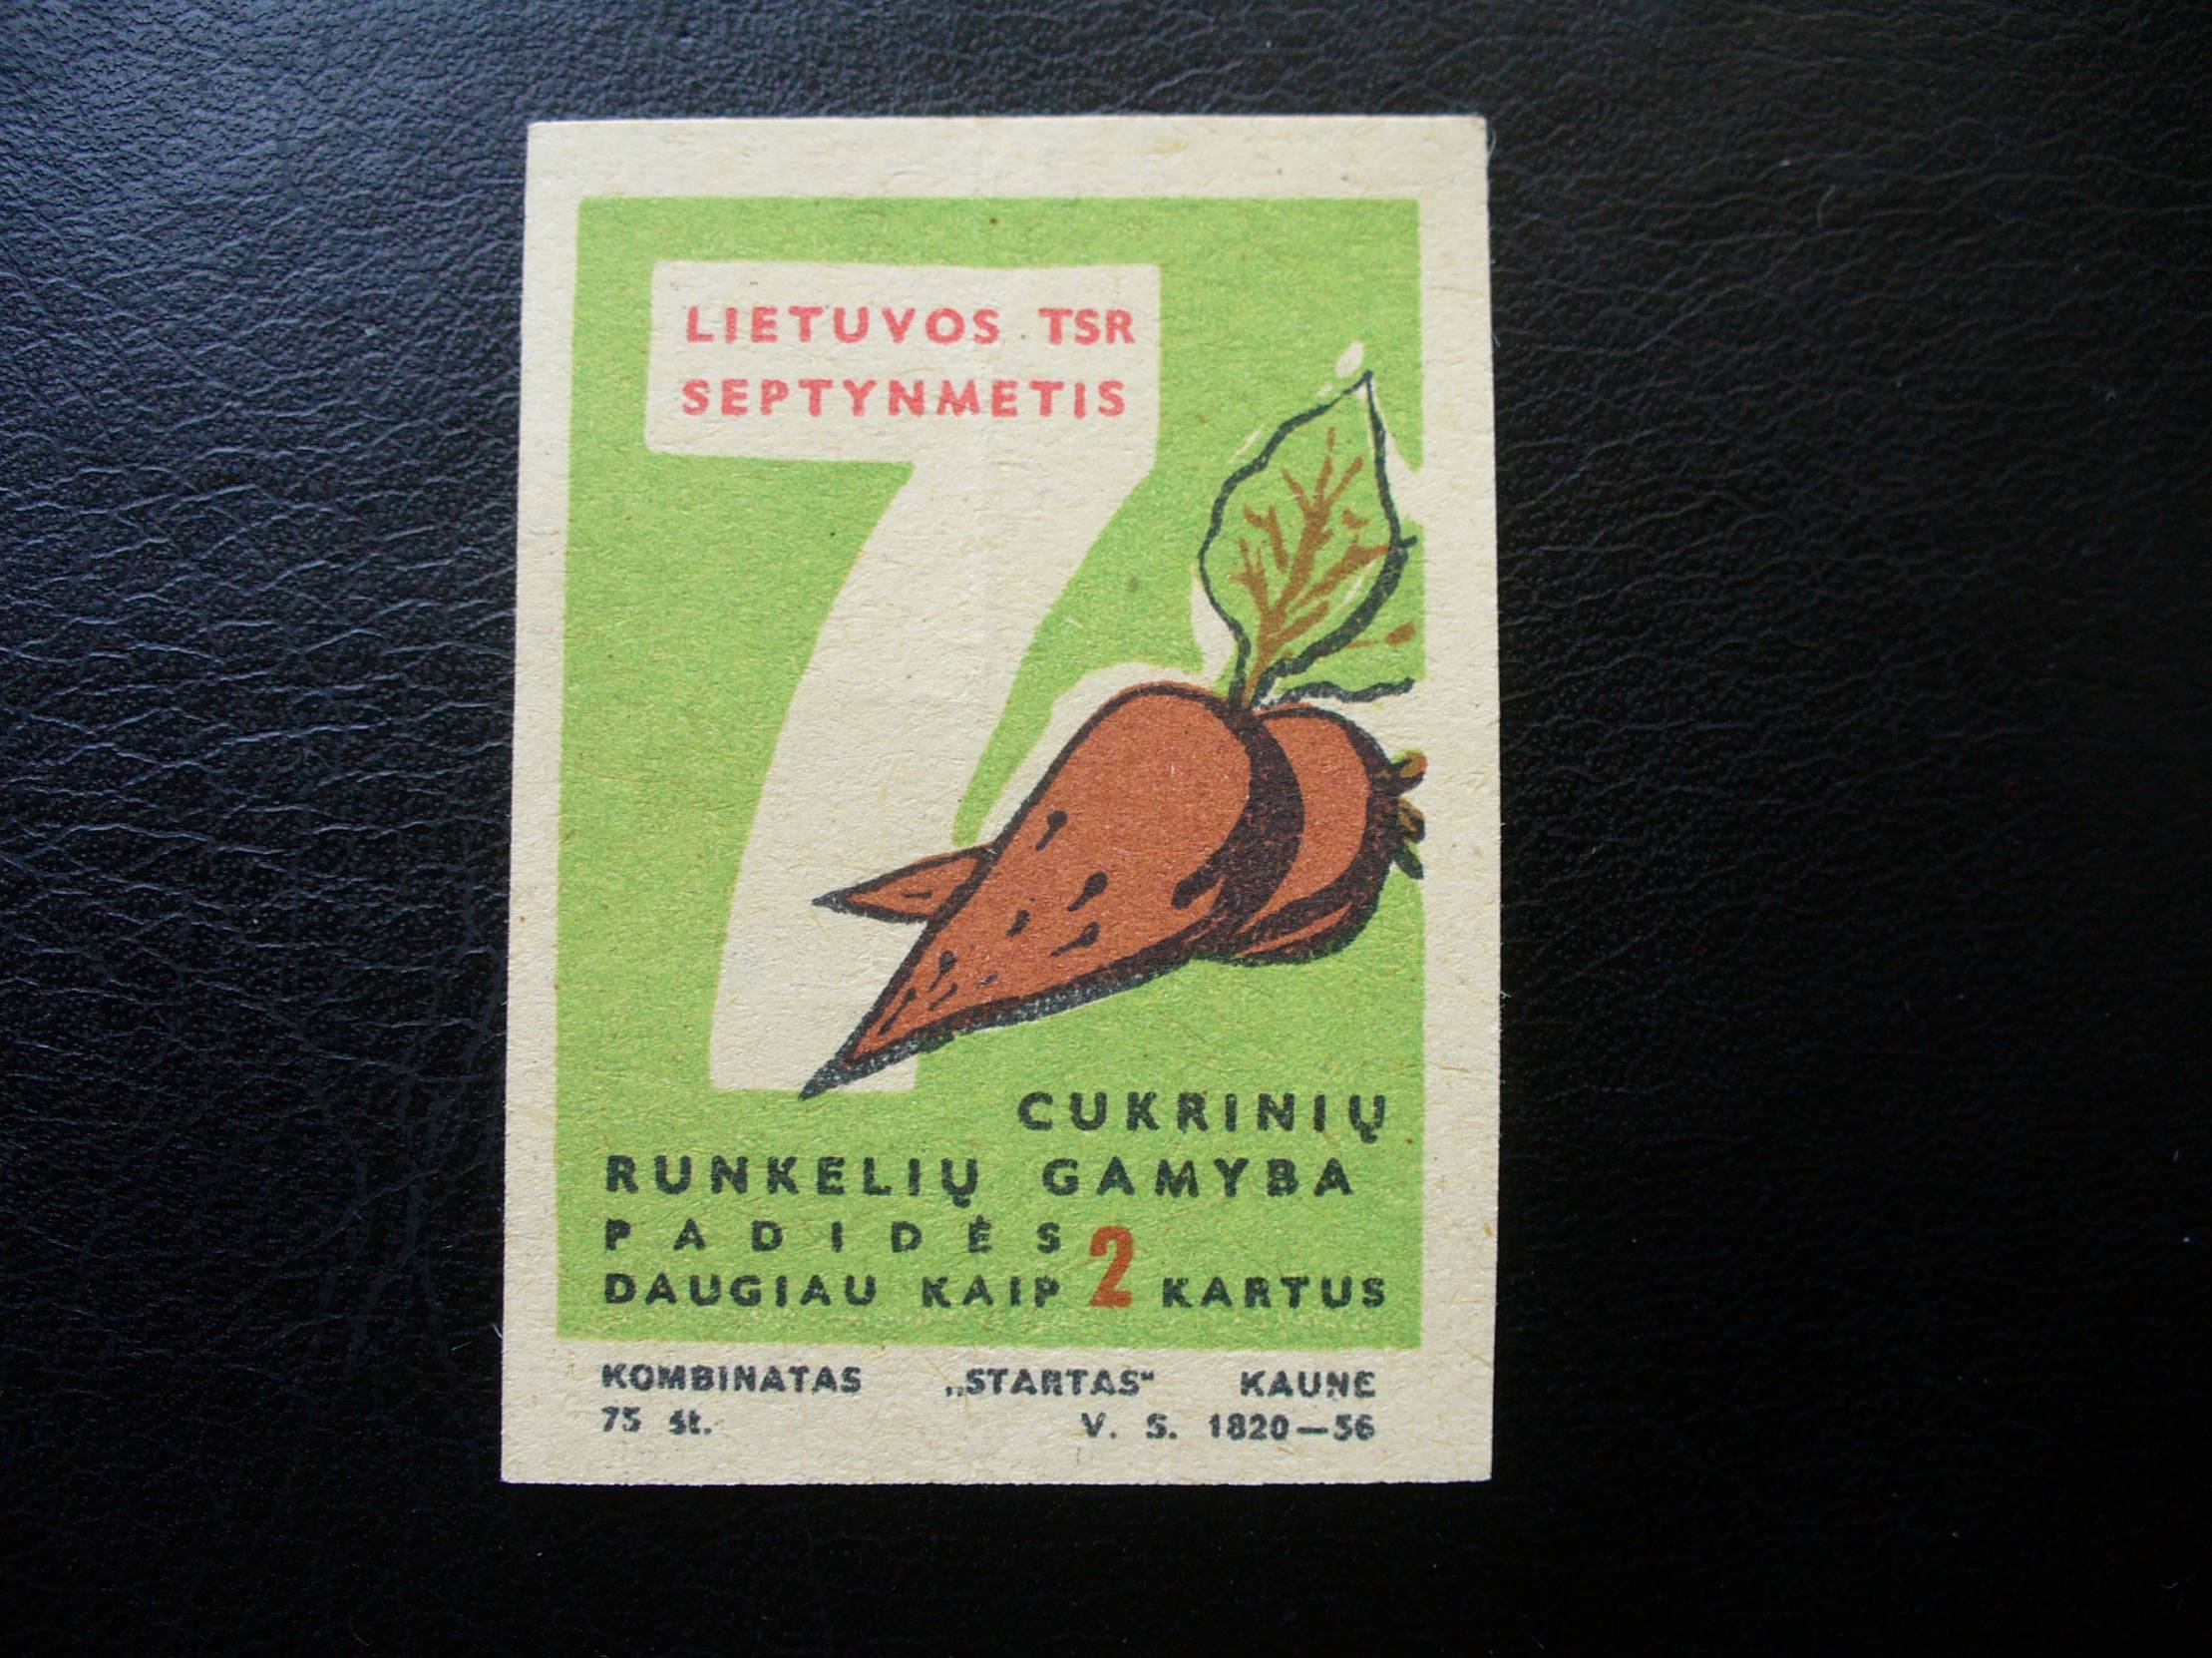 7
LIETUVOS TSR
SEPTYNMETIS
CUKRINIŲ
RUNKELIŲ GAMYBA
PADIDĖS
DAUGIAU KAIP 2 KARTUS
KOMBINATAS „STARTAS“ KAUNE
75 št. V. S. 1820—56